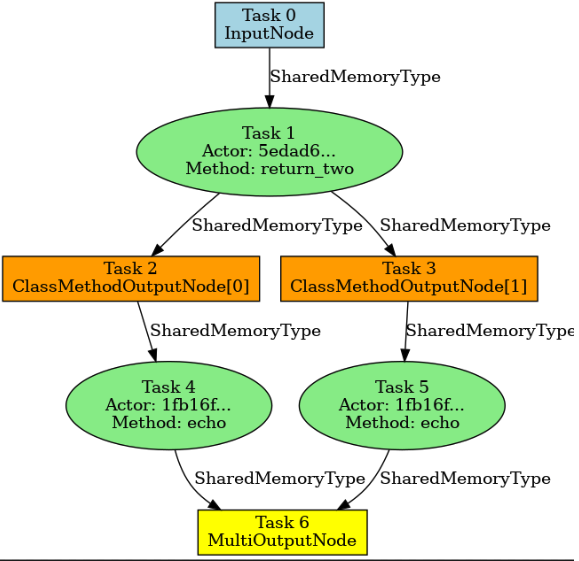 Task 0
InputNode
SharedMemoryType
Task 1
Actor: 5edad6...
Method: return_two
SharedMemoryType
SharedMemoryType
Task 2
ClassMethodOutputNode[0]
Task 3
ClassMethodOutputNode[1]
SharedMemoryType
SharedMemoryType
Task 4
Actor: 1fb16f...
Method: echo
Task 5
Actor: 1fb16f...
Method: echo
SharedMemoryType
SharedMemoryType
Task 6
MultiOutputNode